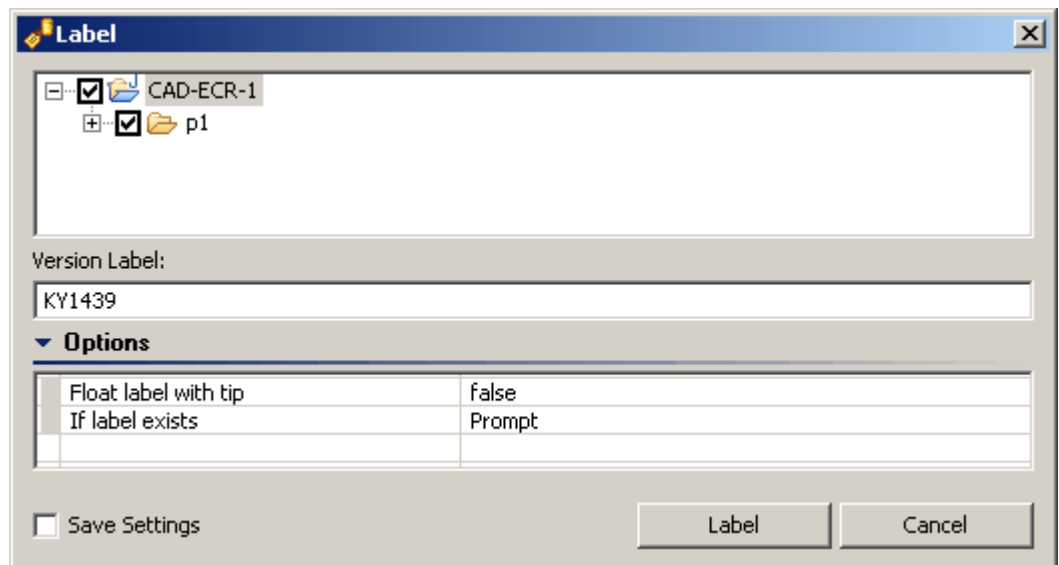 Label
CAD-ECR-1
p1
Version Label:
KY1439
Options
Float label with tip false
If label exists Prompt
Save Settings Label Cancel